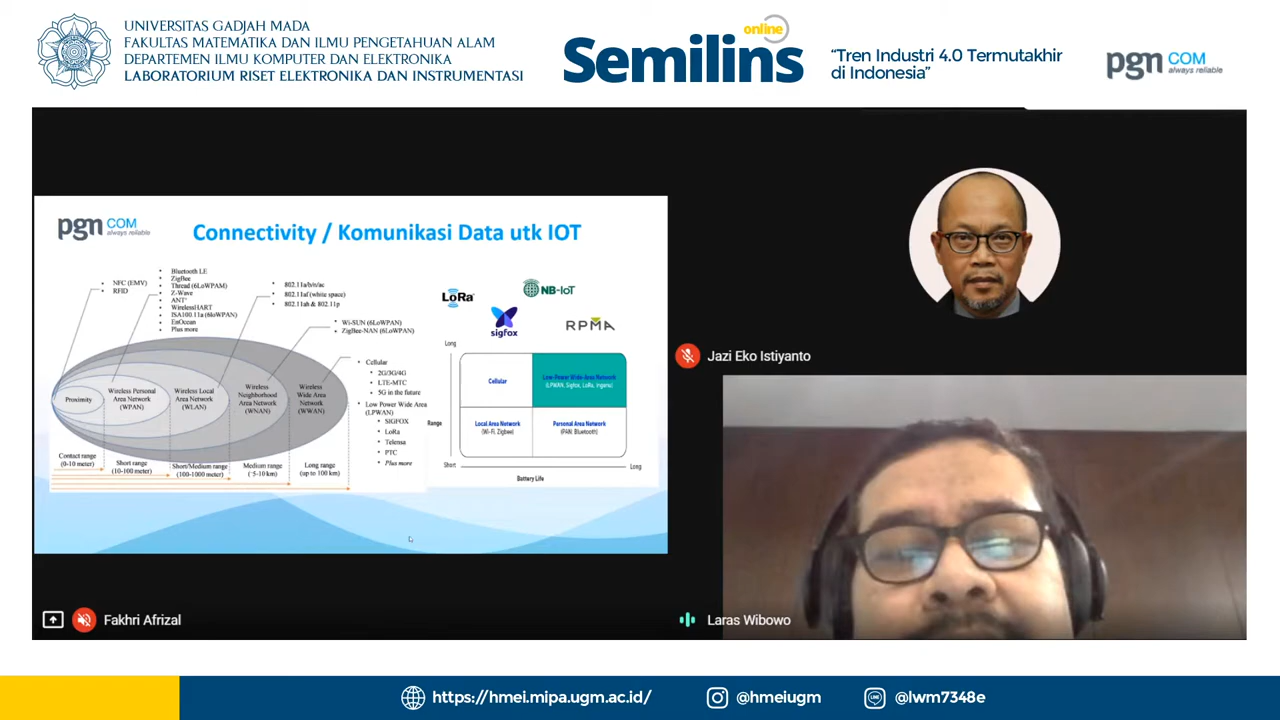 UNIVERSITAS GADJAH MADA
FAKULTAS MATEMATIKA DAN ILMU PENGETAHUAN ALAM
DEPARTEMEN ILMU KOMPUTER DAN ELEKTRONIKA
LABORATORIUM RISET ELEKTRONIKA DAN INSTRUMENTASI
online
Semilins
“Tren Industri 4.0 Termutakhir
di Indonesia”
pgn COM
always reliable
pgn COM
always reliable
Connectivity / Komunikasi Data utk IOT
• NFC (EMV)
• RFID
• Bluetooth LE
• ZigBee
• Thread (6LoWPAM)
• Z-Wave
• ANT+
• WirelessHART
• ISA100.11a (6loWPAN)
• EnOcean
• Plus more
• 802.11a/b/n/ac
• 802.11af (white space)
• 802.11ah & 802.11p
• Wi-SUN (6LoWPAN)
• ZigBee-NAN (6LoWPAN)
• Cellular
• 2G/3G/4G
• LTE-MTC
• 5G in the future
• Low Power Wide Area
(LPWAN)
• SIGFOX
• LoRa
• Telensa
• PTC
• Plus more
Proximity
Wireless Personal
Area Network
(WPAN)
Wireless Local
Area Network
(WLAN)
Wireless
Neighborhood
Area Network
(WNAN)
Wireless
Wide Area
Network
(WWAN)
Contact range
(0-10 meter)
Short range
(10-100 meter)
Short/Medium range
(100-1000 meter)
Medium range
(~5-10 km)
Long range
(up to 100 km)
LoRa
NB-IoT
sigfox
RPMA
Long
Range
Short
Cellular
Low-Power Wide-Area Network
(LPWAN, Sigfox, LoRa, Ingenu)
Local Area Network
(Wi-Fi, Zigbee)
Personal Area Network
(PAN: Bluetooth)
Long
Battery Life
Jazi Eko Istiyanto
Fakhri Afrizal
Laras Wibowo
https://hmei.mipa.ugm.ac.id/
@hmeiugm
LINE
@lwm7348e